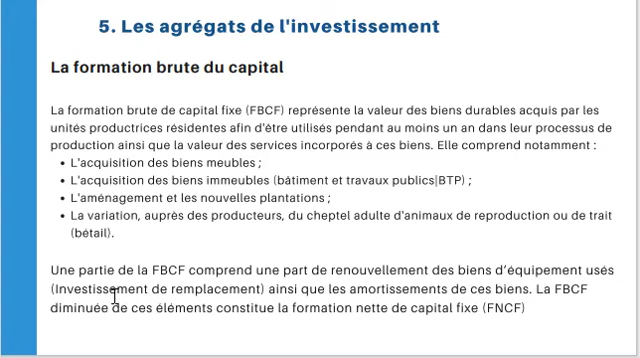 5. Les agrégats de l'investissement
La formation brute du capital
La formation brute de capital fixe (FBCF) représente la valeur des biens durables acquis par les
unités productrices résidentes afin d'être utilisés pendant au moins un an dans leur processus de
production ainsi que la valeur des services incorporés à ces biens. Elle comprend notamment :
• L'acquisition des biens meubles ;
• L'acquisition des biens immeubles (bâtiment et travaux publics|BTP) ;
• L'aménagement et les nouvelles plantations ;
• La variation, auprès des producteurs, du cheptel adulte d'animaux de reproduction ou de trait
(bétail).
Une partie de la FBCF comprend une part de renouvellement des biens d'équipement usés
(Investissement de remplacement) ainsi que les amortissements de ces biens. La FBCF
diminuée de ces éléments constitue la formation nette de capital fixe (FNCF)